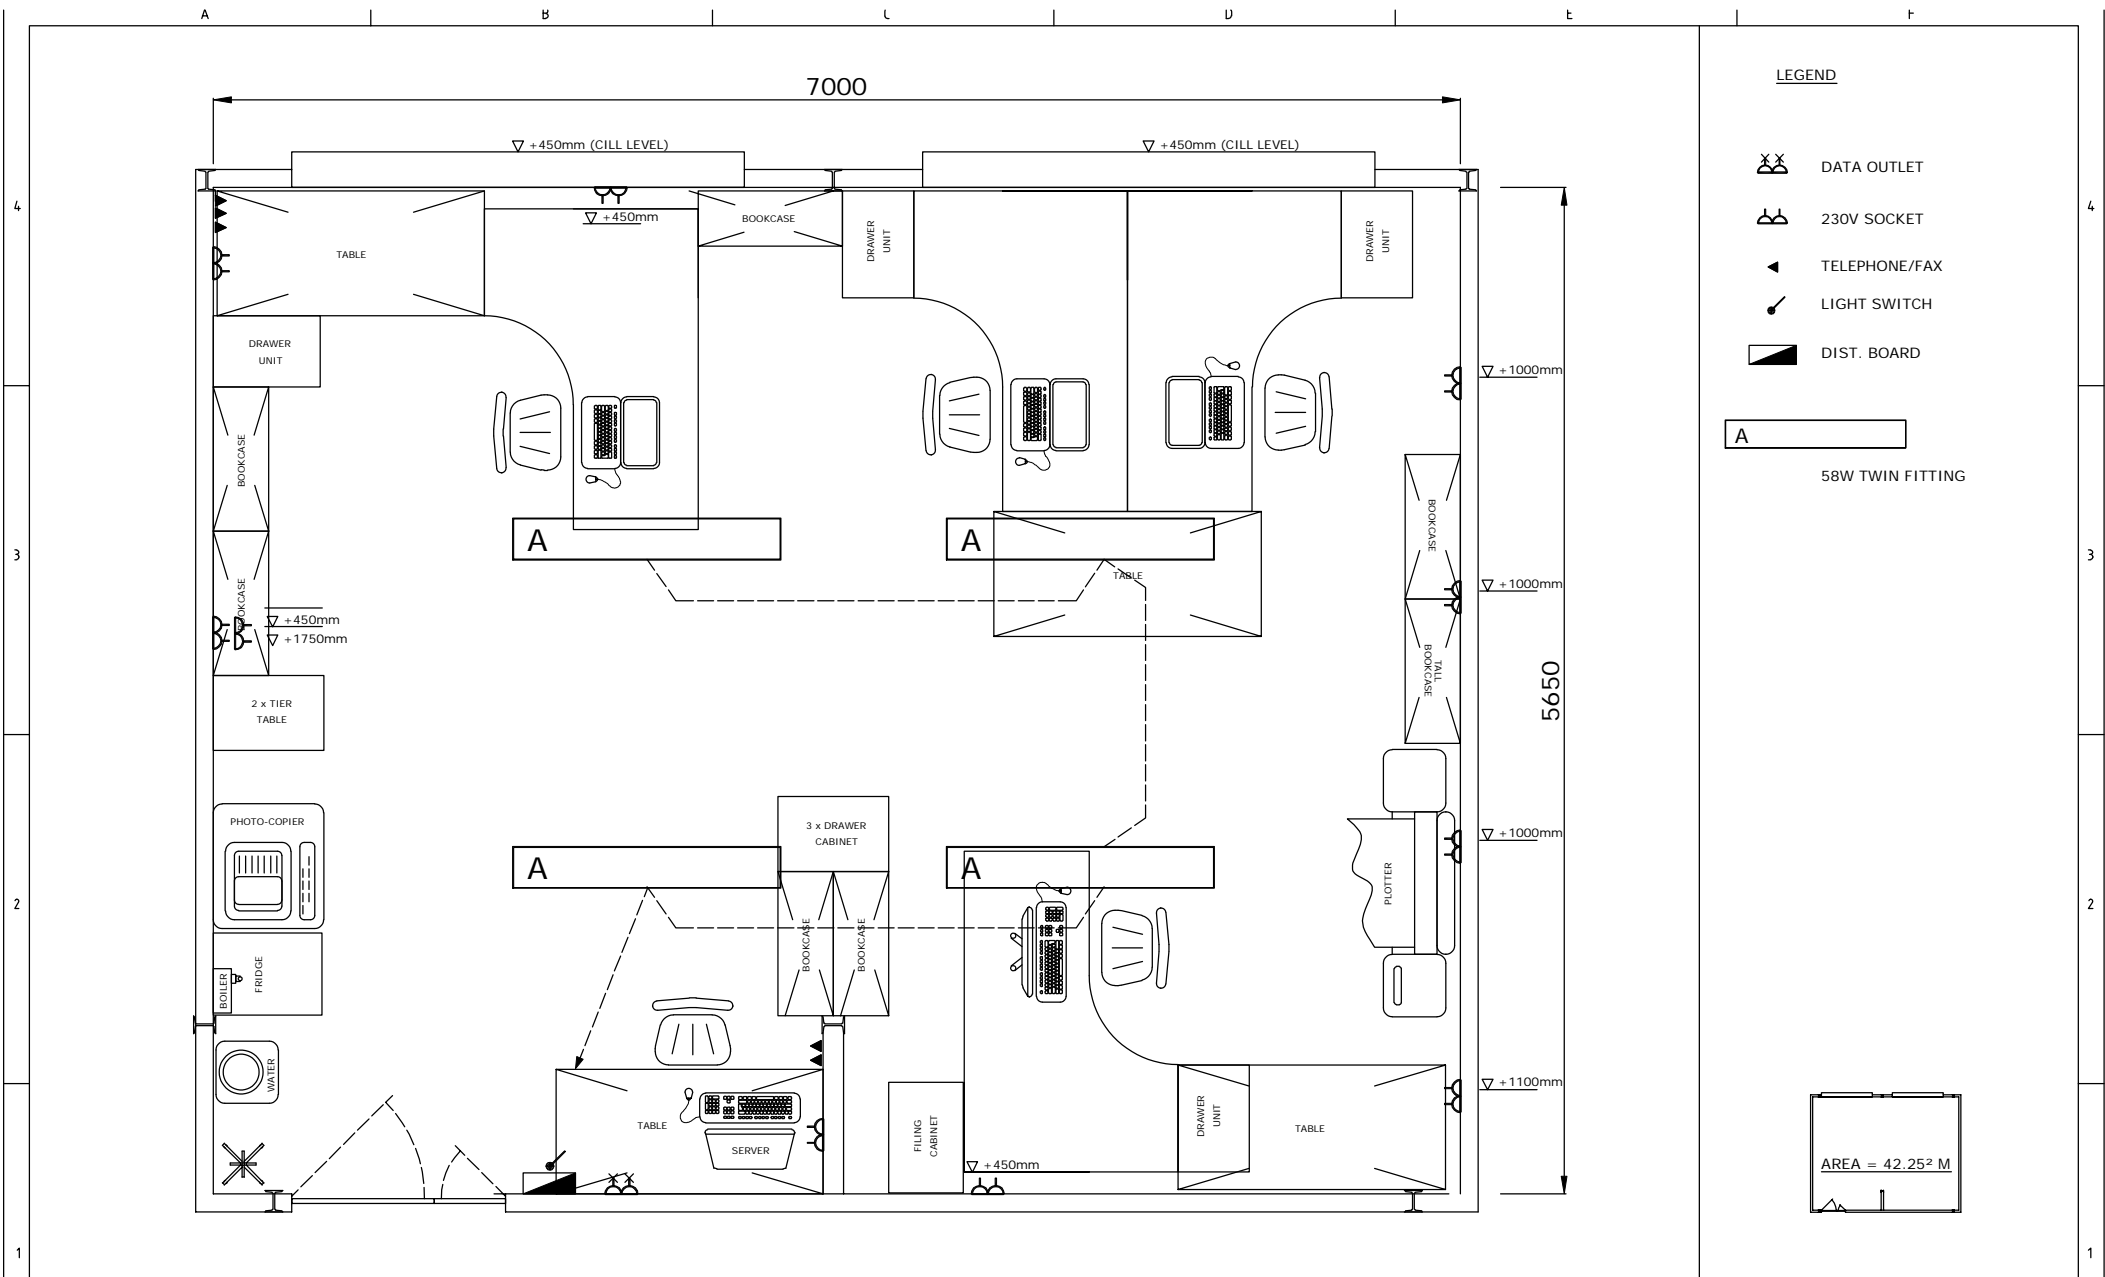 A B C D E F
LEGEND
7000
+450mm (CILL LEVEL)
+450mm (CILL LEVEL)
DATA OUTLET
4
4
230V SOCKET
+450mm
BOOKCASE
DRAWER
UNIT
DRAWER
UNIT
TABLE
TELEPHONE/FAX
LIGHT SWITCH
DRAWER
UNIT
DIST. BOARD
+1000mm
A
BOOKCASE
58W TWIN FITTING
BOOKCASE
A
A
3
3
TABLE
+1000mm
BOOKCASE
+450mm
+1750mm
TALL
BOOKCASE
5650
2 x TIER
TABLE
PHOTO-COPIER
3 x DRAWER
CABINET
+1000mm
A
A
PLOTTER
2
2
BOOKCASE
BOOKCASE
FRIDGE
BOILER
WATER
+1100mm
TABLE
SERVER
FILING
CABINET
DRAWER
UNIT
TABLE
+450mm
AREA = 42.25² M
1
1